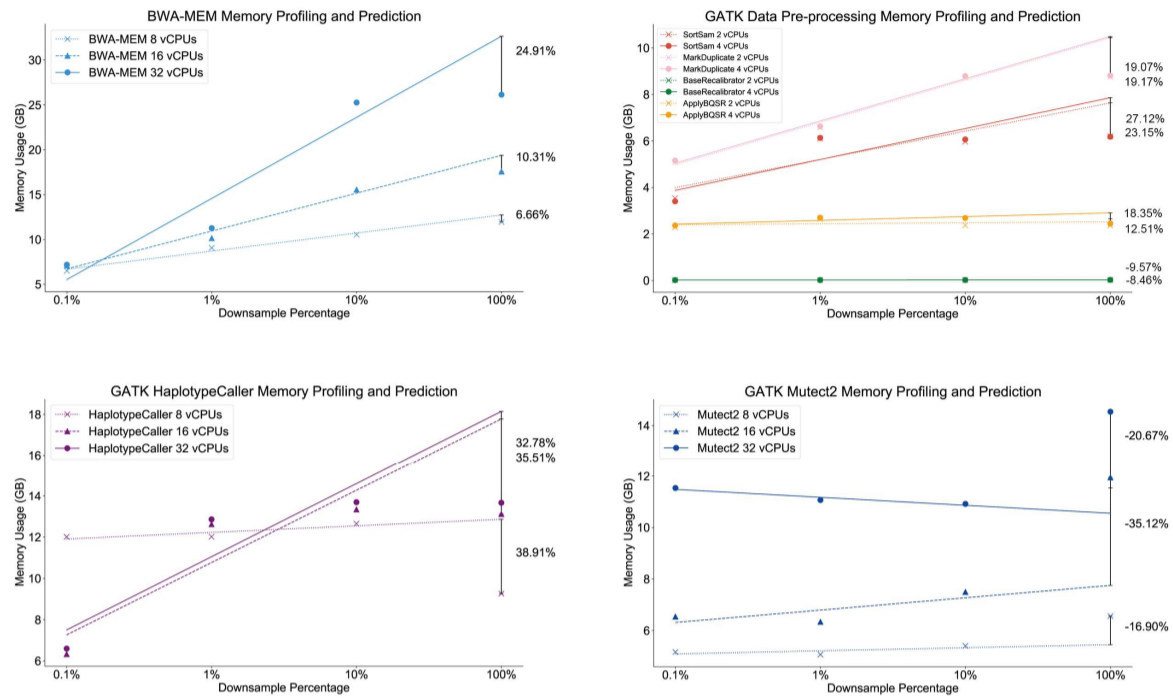 BWA-MEM Memory Profiling and Prediction
Memory Usage (GB)
30
25
20
15
10
5
BWA-MEM 8 vCPUs
BWA-MEM 16 vCPUs
BWA-MEM 32 vCPUs
24.91%
10.31%
6.66%
0.1%
1%
10%
100%
Downsample Percentage
GATK Data Pre-processing Memory Profiling and Prediction
Memory Usage (GB)
10
8
6
4
2
0
SortSam 2 vCPUs
SortSam 4 vCPUs
MarkDuplicate 2 vCPUs
MarkDuplicate 4 vCPUs
BaseRecalibrator 2 vCPUs
BaseRecalibrator 4 vCPUs
ApplyBQSR 2 vCPUs
ApplyBQSR 4 vCPUs
19.07%
19.17%
27.12%
23.15%
18.35%
12.51%
-9.57%
-8.46%
0.1%
1%
10%
100%
Downsample Percentage
GATK HaplotypeCaller Memory Profiling and Prediction
Memory Usage (GB)
18
16
14
12
10
8
6
HaplotypeCaller 8 vCPUs
HaplotypeCaller 16 vCPUs
HaplotypeCaller 32 vCPUs
32.78%
35.51%
38.91%
0.1%
1%
10%
100%
Downsample Percentage
GATK Mutect2 Memory Profiling and Prediction
Memory Usage (GB)
14
12
10
8
6
Mutect2 8 vCPUs
Mutect2 16 vCPUs
Mutect2 32 vCPUs
-20.67%
-35.12%
-16.90%
0.1%
1%
10%
100%
Downsample Percentage